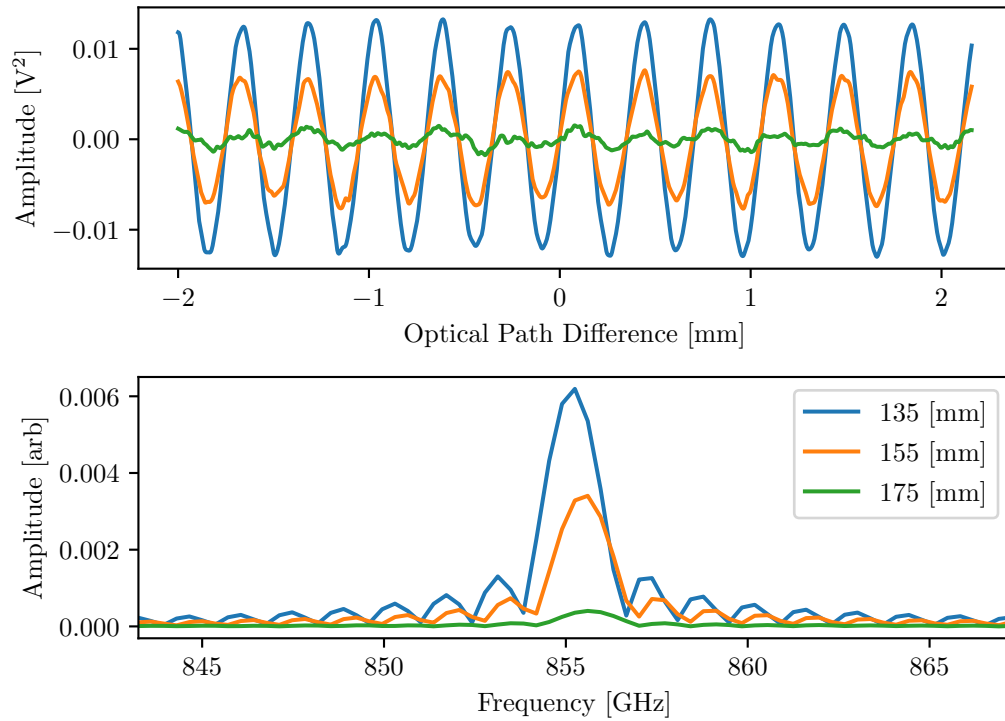 Amplitude [V²]
0.01
0.00
−0.01
−2
−1
0
1
2
Optical Path Difference [mm]
Amplitude [arb]
0.006
0.004
0.002
0.000
135 [mm]
155 [mm]
175 [mm]
845
850
855
860
865
Frequency [GHz]